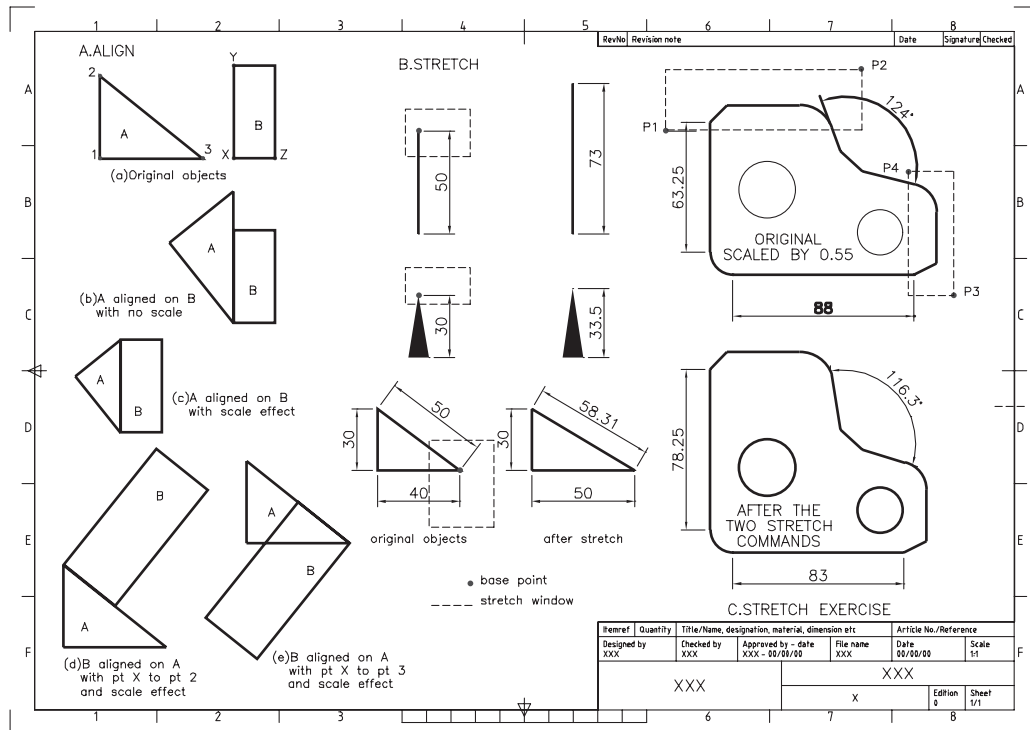 1 2 3 4 5 6 7 8
RevNo Revision note Date Signature Checked
A
B
C
D
E
F
A
B
C
D
E
F
A.ALIGN
2
A
1
3
Y
B
X
Z
(a)Original objects
A
B
(b)A aligned on B
with no scale
A
B
(c)A aligned on B
with scale effect
B
A
(d)B aligned on A
with pt X to pt 2
and scale effect
A
B
(e)B aligned on A
with pt X to pt 3
and scale effect
B.STRETCH
50
73
30
33.5
50
30
40
58.31
30
50
original objects
after stretch
base point
stretch window
P2
P1
124°
P4
63.25
ORIGINAL
SCALED BY 0.55
P3
88
116.3°
78.25
AFTER THE
TWO STRETCH
COMMANDS
83
C.STRETCH EXERCISE
Itemref Quantity Title/Name, designation, material, dimension etc Article No./Reference
Designed by Checked by Approved by - date File name Date Scale
XXX XXX XXX - 00/00/00 XXX 00/00/00 1:1
XXX
XXX
X
Edition Sheet
0 1/1
1 2 3 6 7 8